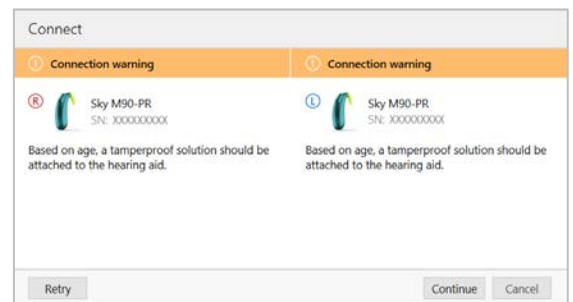 Connect
Connection warning
Connection warning
R
Sky M90-PR
SN: XXXXXXXXX
Based on age, a tamperproof solution should be
attached to the hearing aid.
L
Sky M90-PR
SN: XXXXXXXXX
Based on age, a tamperproof solution should be
attached to the hearing aid.
Retry
Continue
Cancel